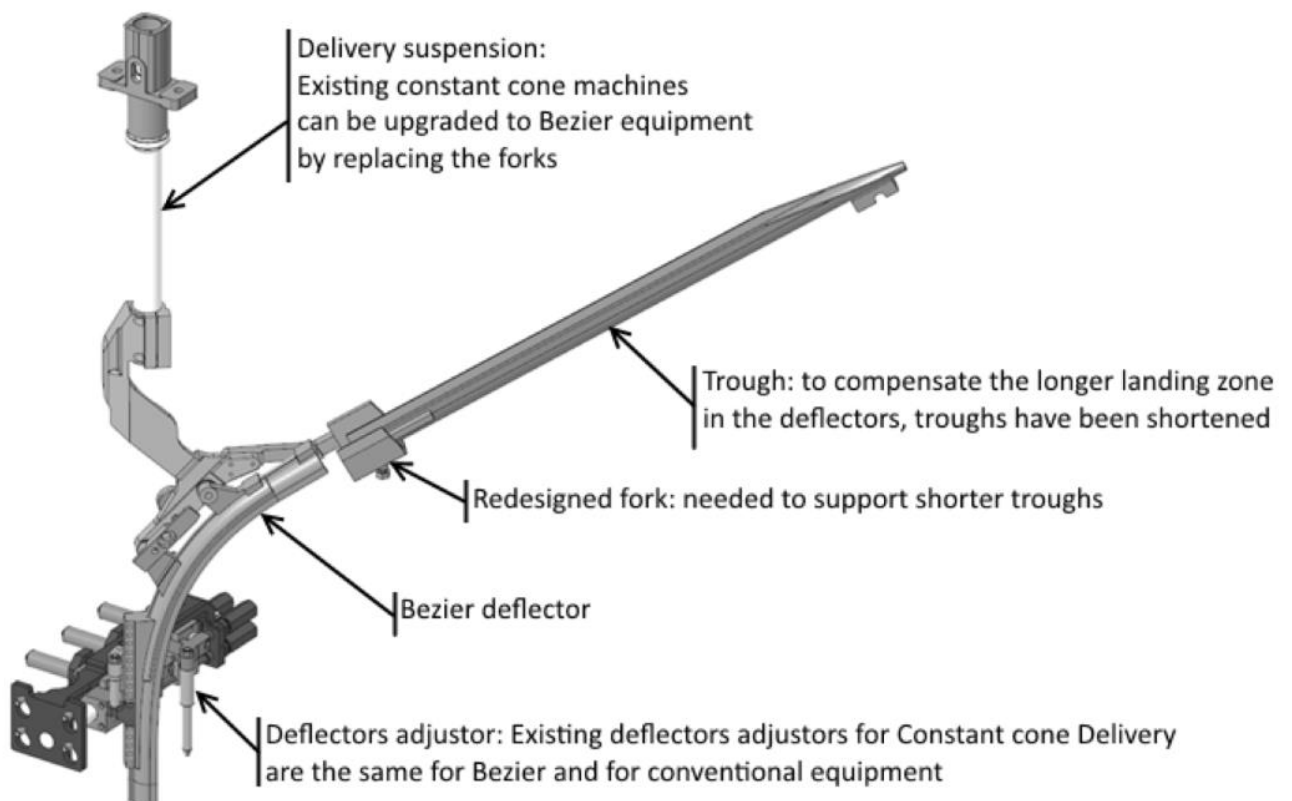 Delivery suspension:
Existing constant cone machines
can be upgraded to Bezier equipment
by replacing the forks
Trough: to compensate the longer landing zone
in the deflectors, troughs have been shortened
Redesigned fork: needed to support shorter troughs
Bezier deflector
Deflectors adjustor: Existing deflectors adjustors for Constant cone Delivery
are the same for Bezier and for conventional equipment